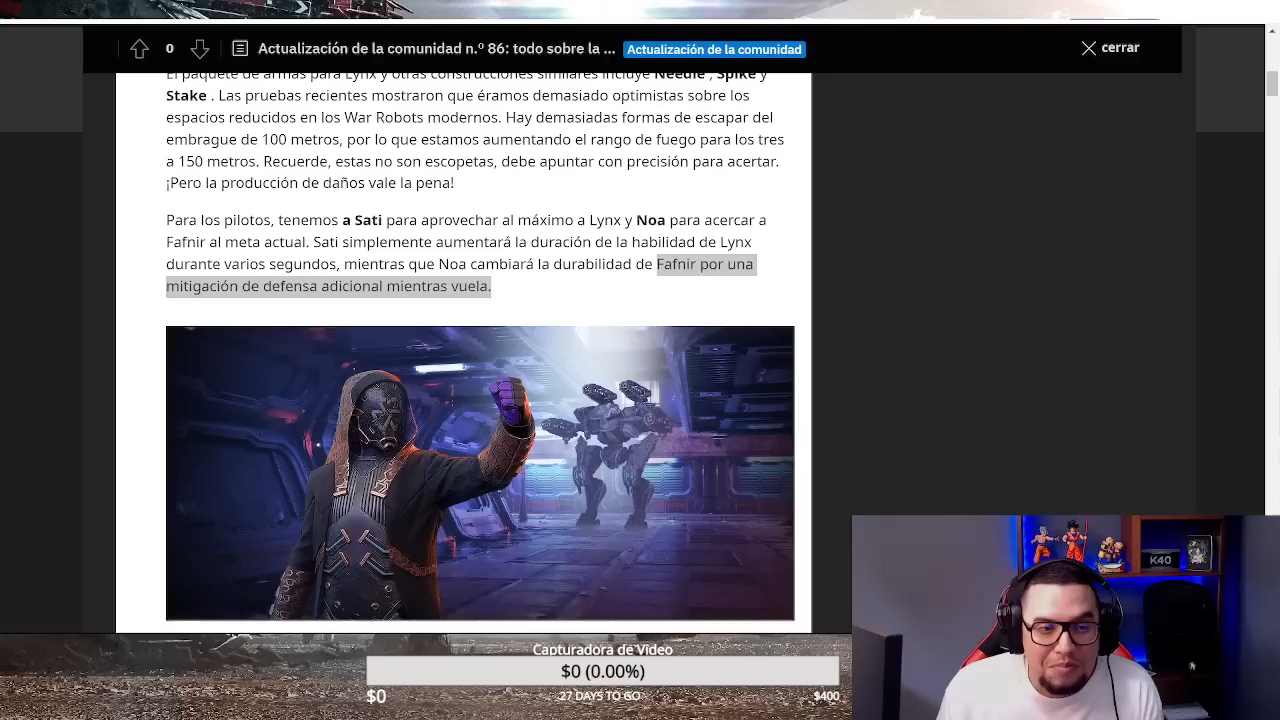 0
Actualización de la comunidad n.º 86: todo sobre la ...
Actualización de la comunidad
cerrar
El paquete de armas para Lynx y otras construcciones similares incluye Needle , Spike y
Stake . Las pruebas recientes mostraron que éramos demasiado optimistas sobre los
espacios reducidos en los War Robots modernos. Hay demasiadas formas de escapar del
embrague de 100 metros, por lo que estamos aumentando el rango de fuego para los tres
a 150 metros. Recuerde, estas no son escopetas, debe apuntar con precisión para acertar.
¡Pero la producción de daños vale la pena!
Para los pilotos, tenemos a Sati para aprovechar al máximo a Lynx y Noa para acercar a
Fafnir al meta actual. Sati simplemente aumentará la duración de la habilidad de Lynx
durante varios segundos, mientras que Noa cambiará la durabilidad de Fafnir por una
mitigación de defensa adicional mientras vuela.
K40
Capturadora de Video
$0 (0.00%)
$0
27 DAYS TO GO
$400